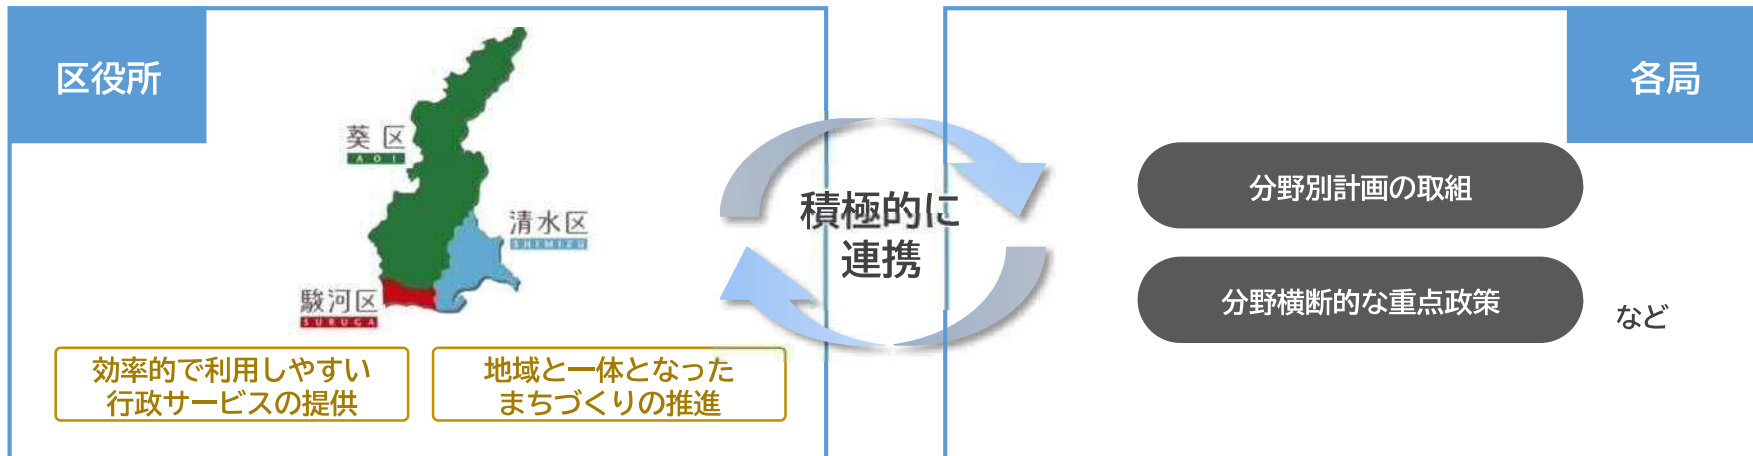 区役所
葵区
AOI
清水区
SHIMIZU
駿河区
SURUGA
効率的で利用しやすい
行政サービスの提供
地域と一体となった
まちづくりの推進
積極的に
連携
各局
分野別計画の取組
分野横断的な重点政策
など